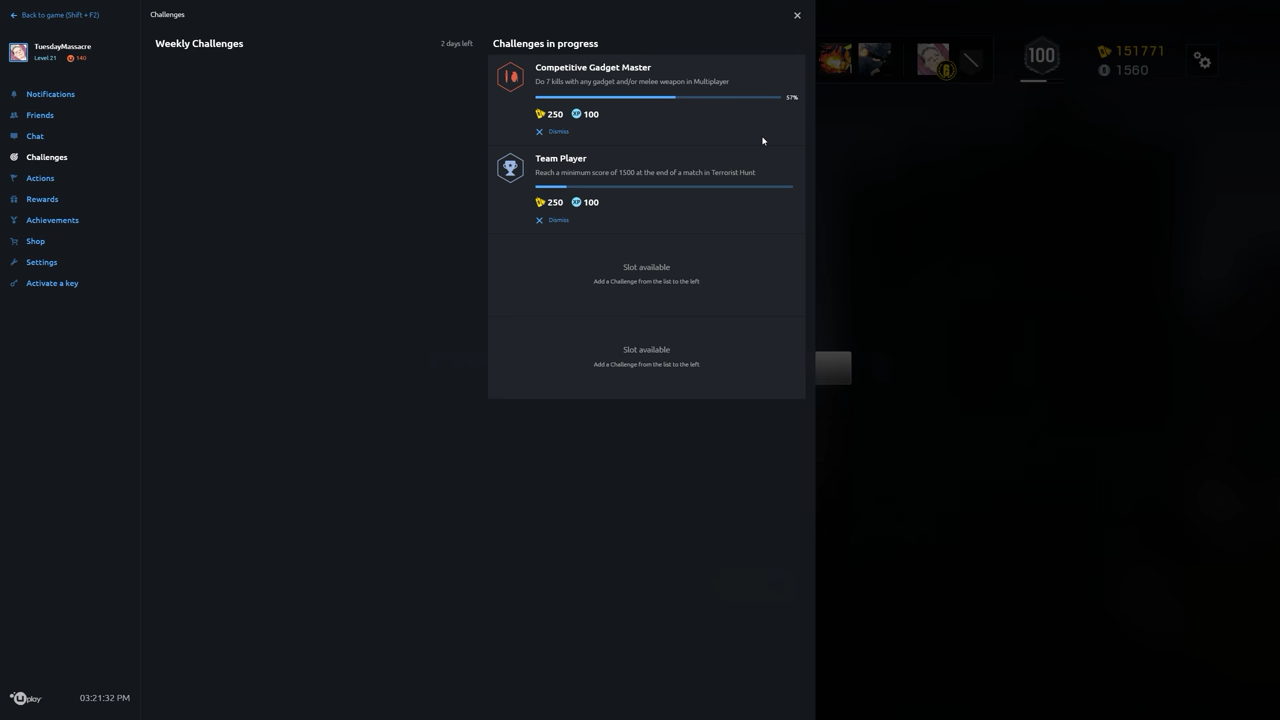 Back to game (Shift + F2)
Challenges
TuesdayMassacre
Level 21 140
Notifications
Friends
Chat
Challenges
Actions
Rewards
Achievements
Shop
Settings
Activate a key
uplay
03:21:32 PM
Weekly Challenges
2 days left
Challenges in progress
Competitive Gadget Master
Do 7 kills with any gadget and/or melee weapon in Multiplayer
57%
250 XP 100
Dismiss
Team Player
Reach a minimum score of 1500 at the end of a match in Terrorist Hunt
250 XP 100
Dismiss
Slot available
Add a Challenge from the list to the left
Slot available
Add a Challenge from the list to the left
100
151771
1560